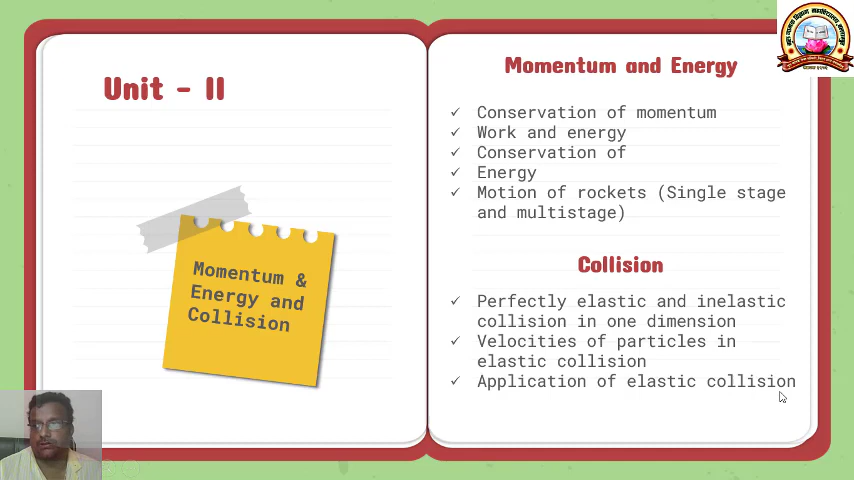 Unit - II
Momentum &
Energy and
Collision
Momentum and Energy
✓ Conservation of momentum
✓ Work and energy
✓ Conservation of
✓ Energy
✓ Motion of rockets (Single stage
and multistage)
Collision
✓ Perfectly elastic and inelastic
collision in one dimension
✓ Velocities of particles in
elastic collision
✓ Application of elastic collision